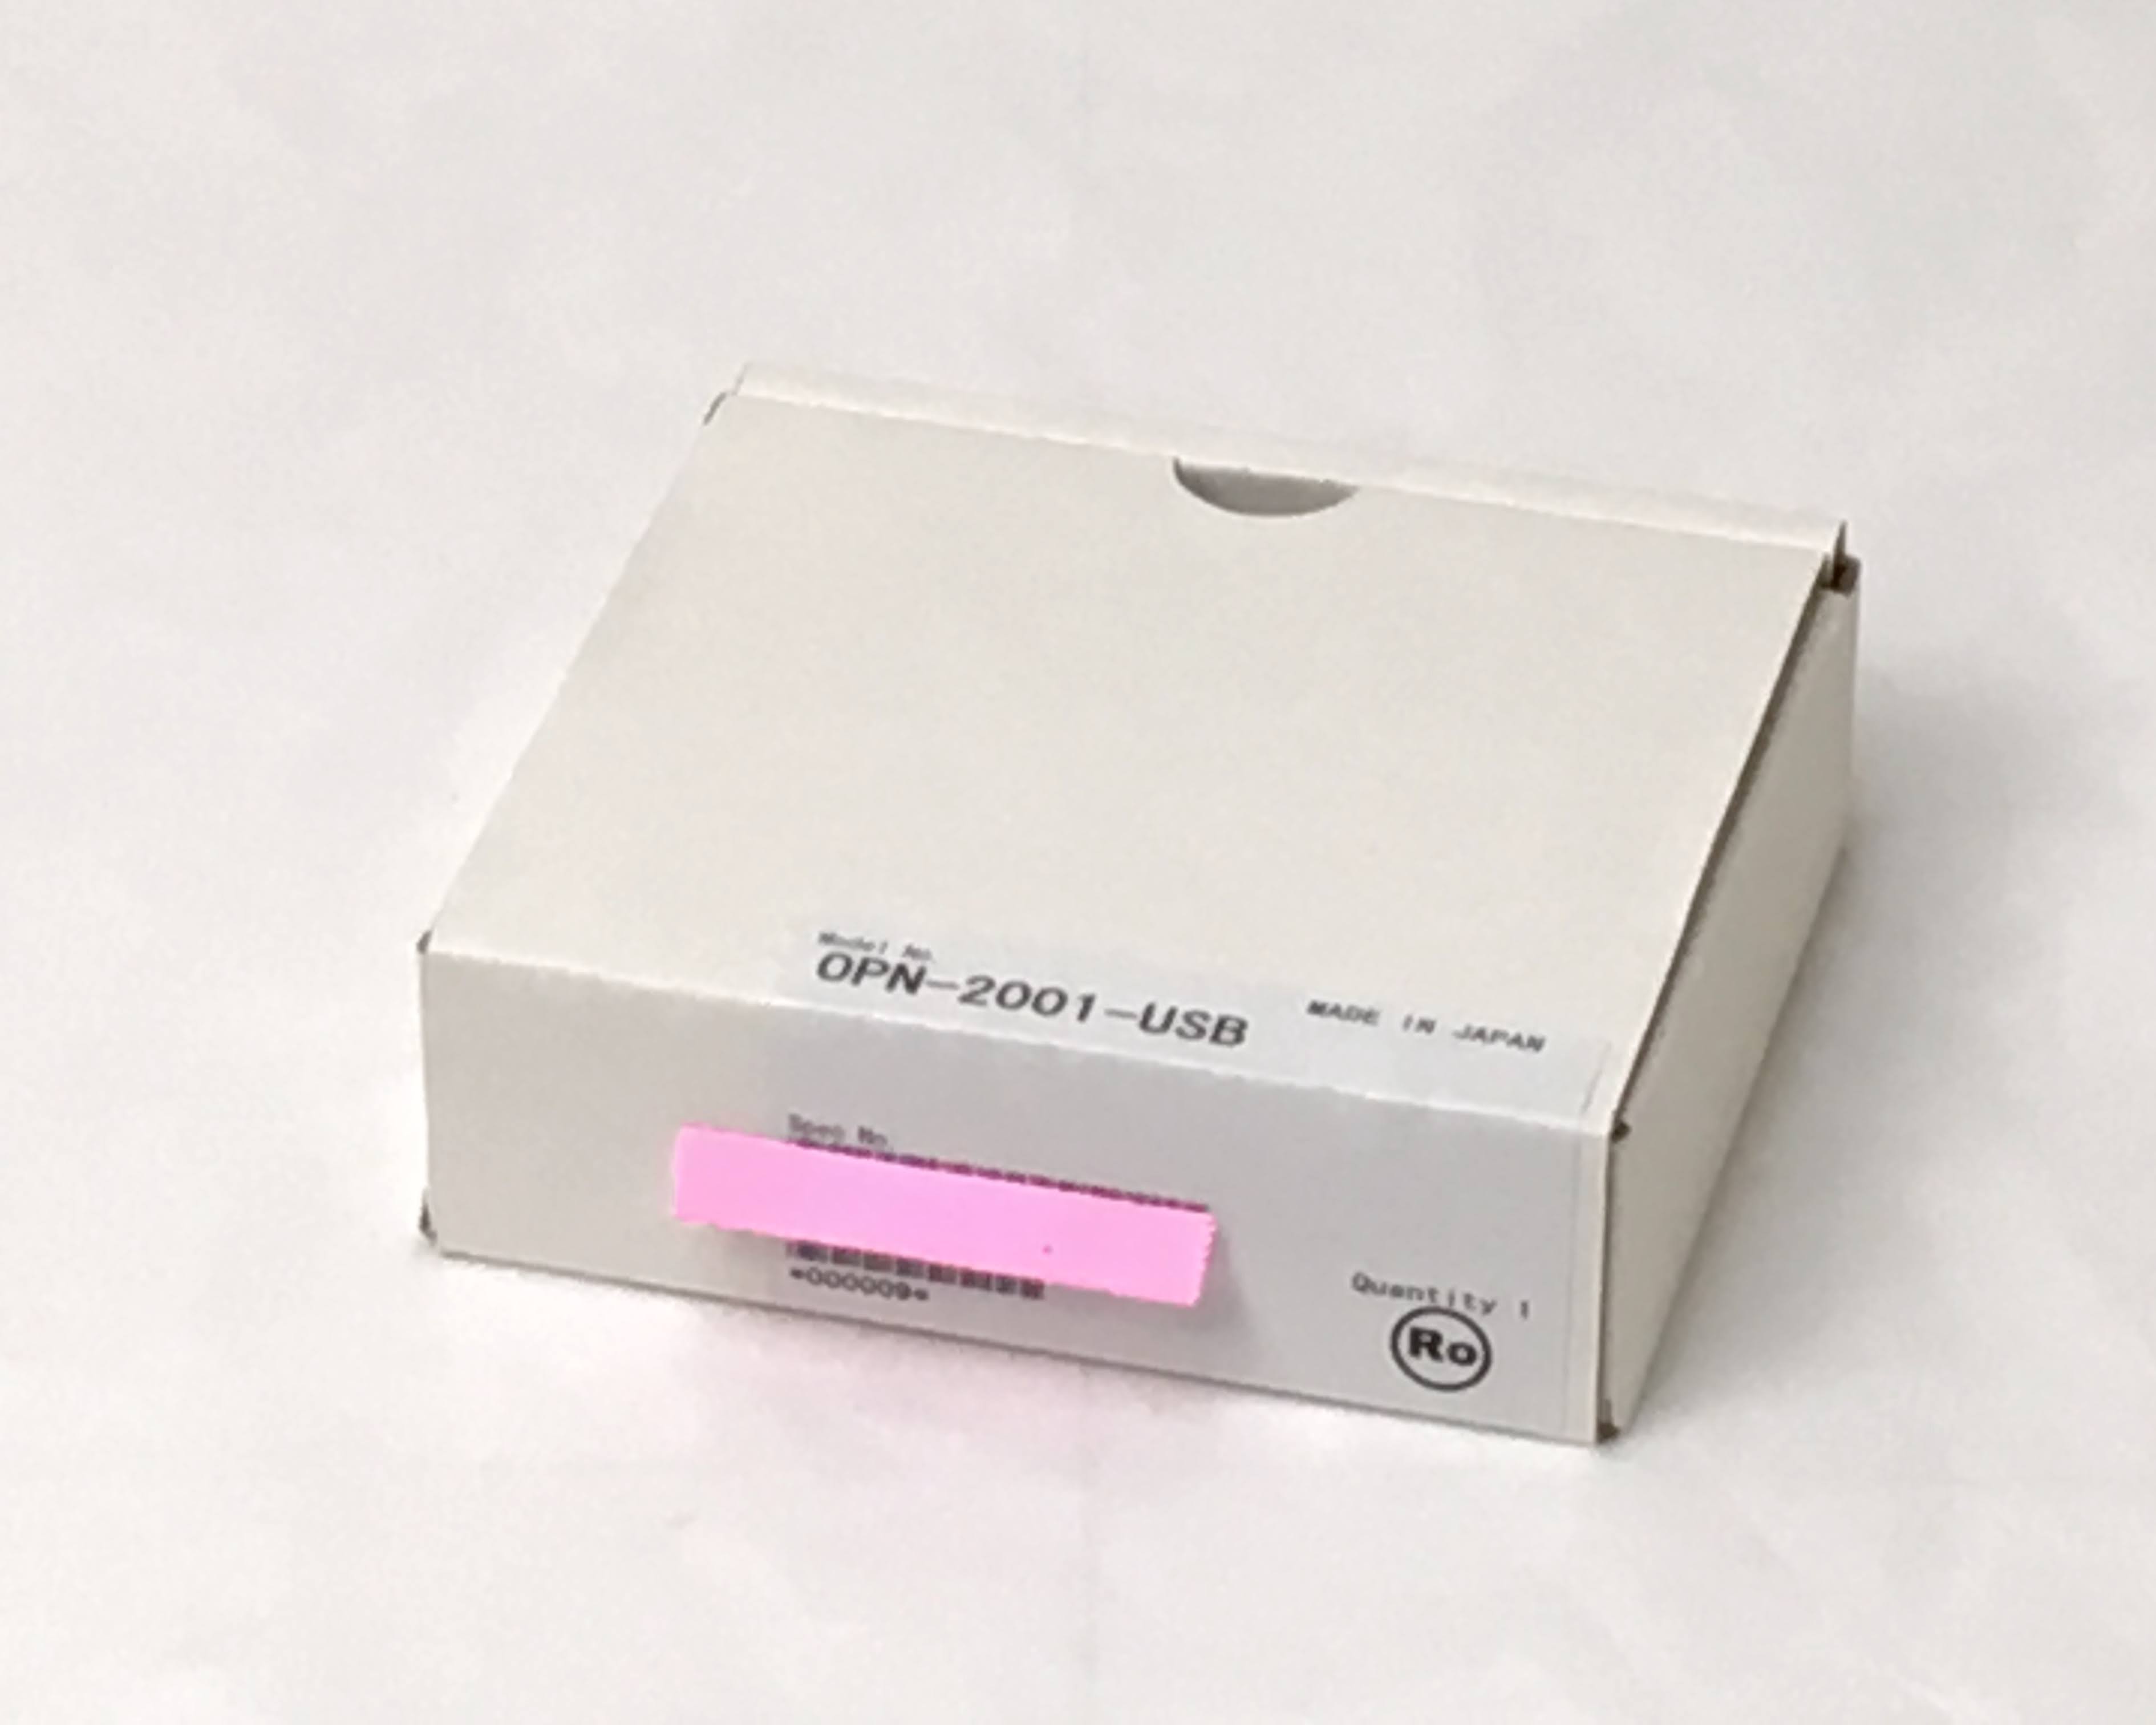 Model No.
OPN-2001-USB
MADE IN JAPAN
Spec No.
*000009*
Quantity 1
Ro